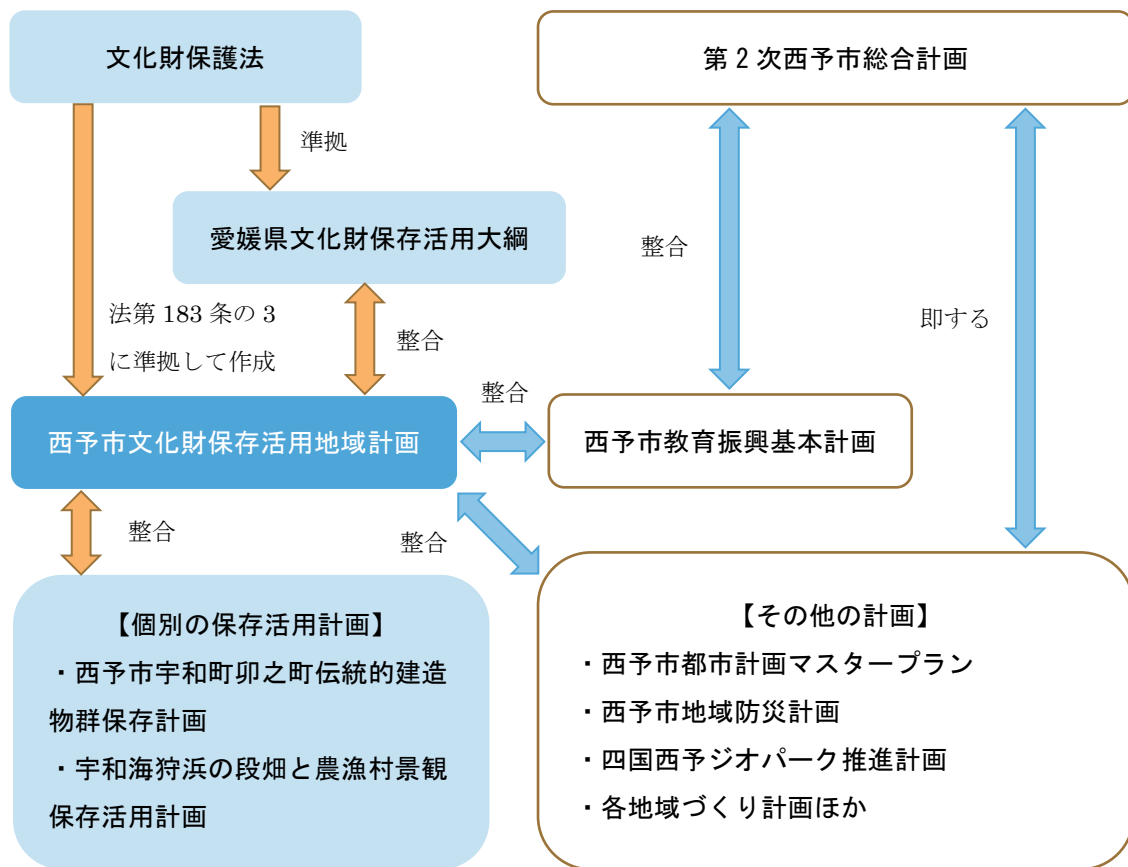 文化財保護法
第２次西予市総合計画
準拠
愛媛県文化財保存活用大綱
整合
即する
法第 183 条の 3
に準拠して作成
整合
整合
西予市文化財保存活用地域計画
西予市教育振興基本計画
整合
整合
【個別の保存活用計画】
・西予市宇和町卯之町伝統的建造
物群保存計画
・宇和海狩浜の段畑と農漁村景観
保存活用計画
【その他の計画】
・西予市都市計画マスタープラン
・西予市地域防災計画
・四国西予ジオパーク推進計画
・各地域づくり計画ほか